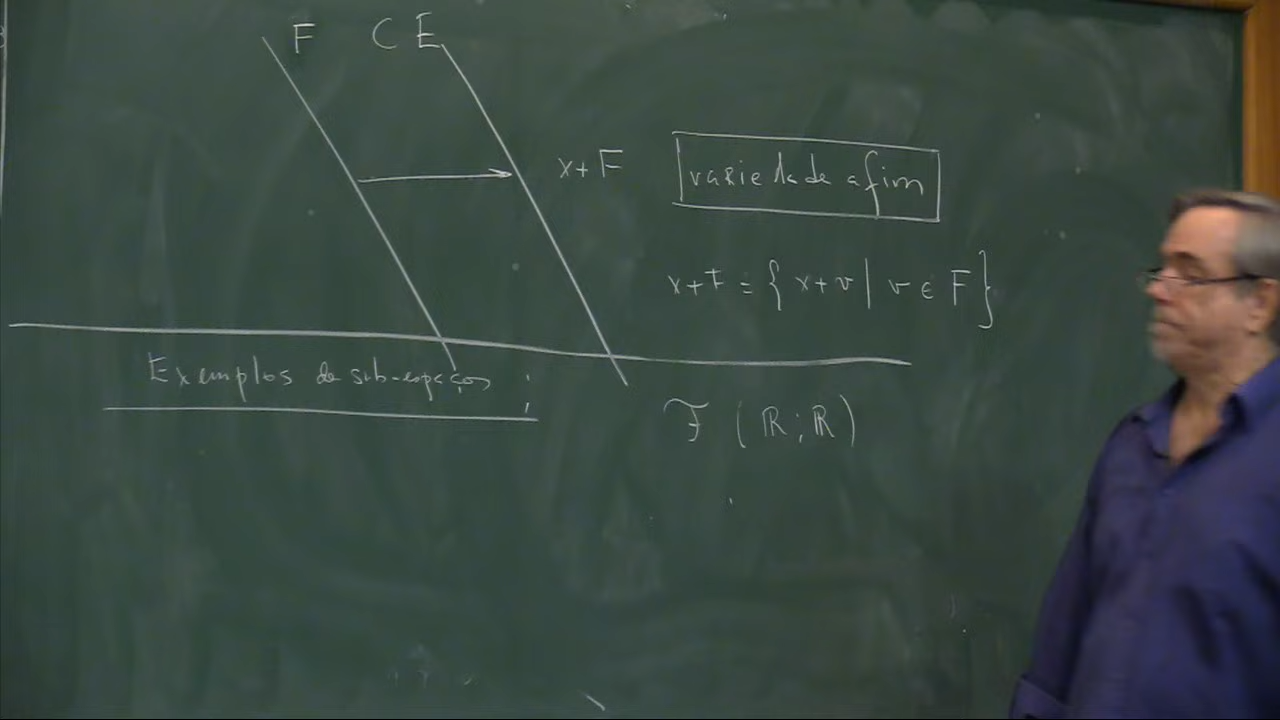 F ⊂ E
x+F variedade afim
x+F = { x+v | v ∈ F }
Exemplos de sub-espaços ;
ℱ ( ℝ ; ℝ )